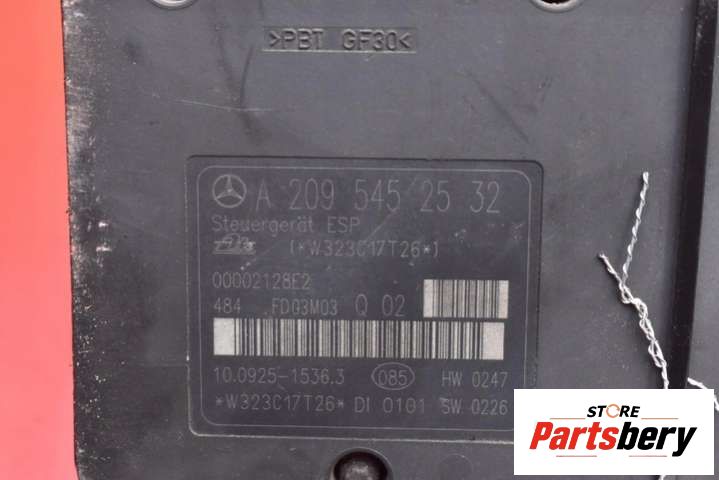 >PBT GF30<
A 209 545 25 32
Steuergerät ESP
(*W323C17T26*)
00002128E2
484 .FD03M03 Q 02
10.0925-1536.3 085 HW 0247
*W323C17T26* DI 0101 SW 0226
STORE
Partsbery